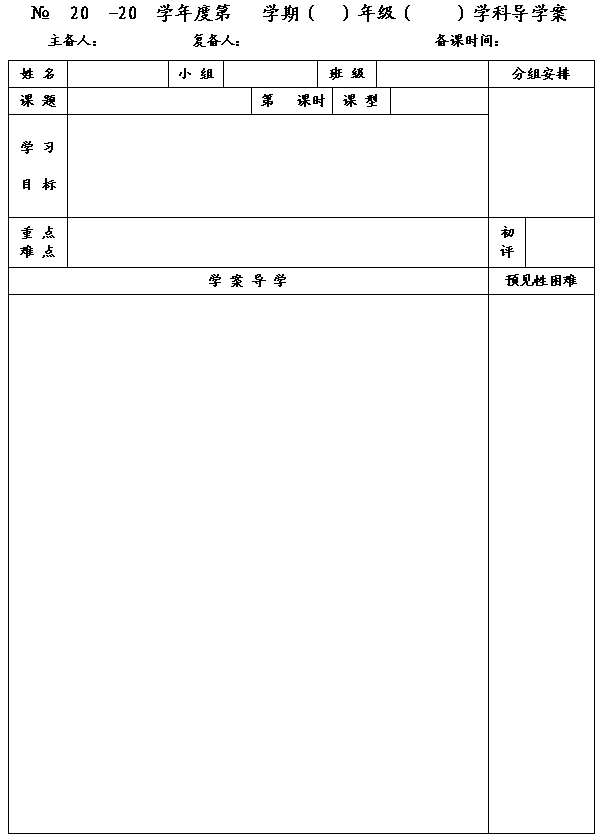 № 20 -20 学年度第 学期（ ）年级（ ）学科导学案
主备人： 复备人： 备课时间：
姓 名 小 组 班 级 分组安排
课 题 第 课时 课 型
学 习
目 标
重 点
难 点
初
评
学 案 导 学 预见性困难